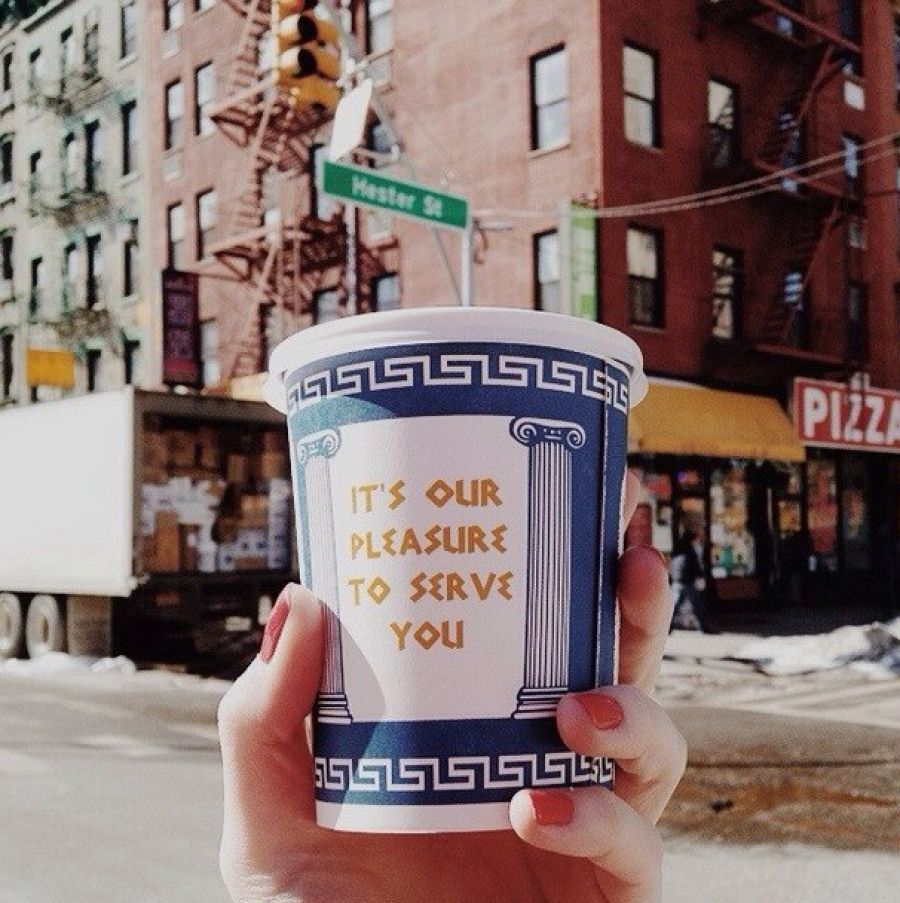 Hester St
PIZZA
IT'S OUR
PLEASURE
TO SERVE
YOU